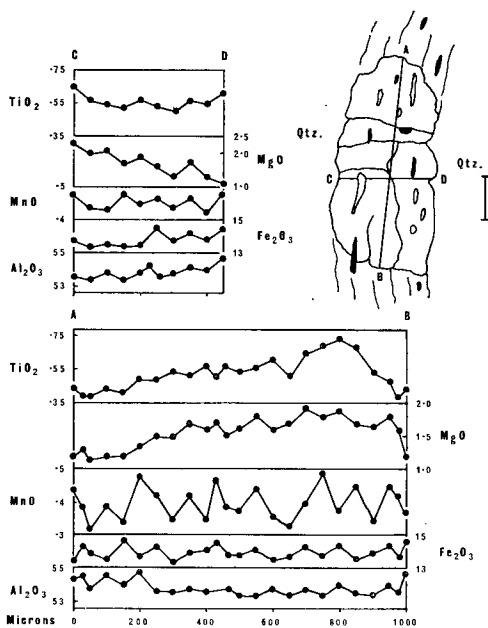 C D
·75
TiO2 ·55
·35
2·5
2·0 MgO
·5 1·0
MnO
·4 15
Fe2O3
55 13
Al2O3
53
A
Qtz.
Qtz.
C D
B
A B
·75
TiO2 ·55
·35 2·0
MgO
1·5
·5 1·0
MnO ·4
·3 15
Fe2O3
55 13
Al2O3
53
Microns 0 200 400 600 800 1000